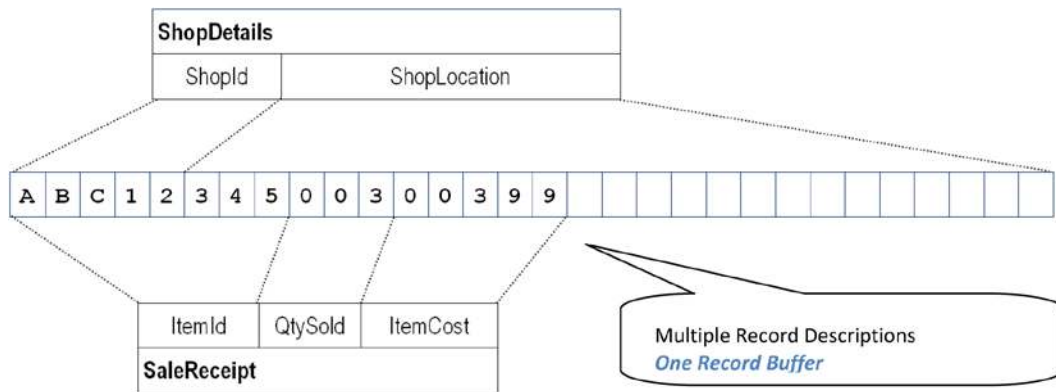 ShopDetails
ShopId ShopLocation
A B C 1 2 3 4 5 0 0 3 0 0 3 9 9
ItemId QtySold ItemCost
SaleReceipt
Multiple Record Descriptions
One Record Buffer